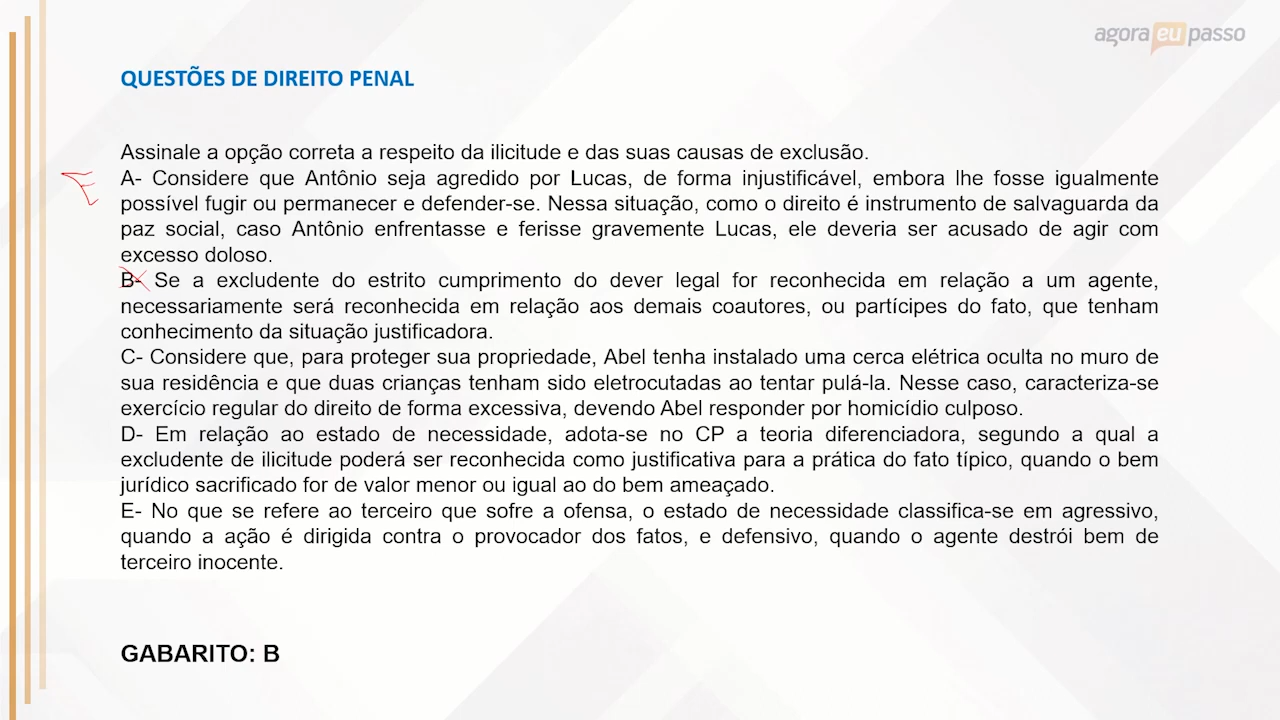 agora eu passo
QUESTÕES DE DIREITO PENAL
Assinale a opção correta a respeito da ilicitude e das suas causas de exclusão.
A- Considere que Antônio seja agredido por Lucas, de forma injustificável, embora lhe fosse igualmente
possível fugir ou permanecer e defender-se. Nessa situação, como o direito é instrumento de salvaguarda da
paz social, caso Antônio enfrentasse e ferisse gravemente Lucas, ele deveria ser acusado de agir com
excesso doloso.
B- Se a excludente do estrito cumprimento do dever legal for reconhecida em relação a um agente,
necessariamente será reconhecida em relação aos demais coautores, ou partícipes do fato, que tenham
conhecimento da situação justificadora.
C- Considere que, para proteger sua propriedade, Abel tenha instalado uma cerca elétrica oculta no muro de
sua residência e que duas crianças tenham sido eletrocutadas ao tentar pulá-la. Nesse caso, caracteriza-se
exercício regular do direito de forma excessiva, devendo Abel responder por homicídio culposo.
D- Em relação ao estado de necessidade, adota-se no CP a teoria diferenciadora, segundo a qual a
excludente de ilicitude poderá ser reconhecida como justificativa para a prática do fato típico, quando o bem
jurídico sacrificado for de valor menor ou igual ao do bem ameaçado.
E- No que se refere ao terceiro que sofre a ofensa, o estado de necessidade classifica-se em agressivo,
quando a ação é dirigida contra o provocador dos fatos, e defensivo, quando o agente destrói bem de
terceiro inocente.
GABARITO: B